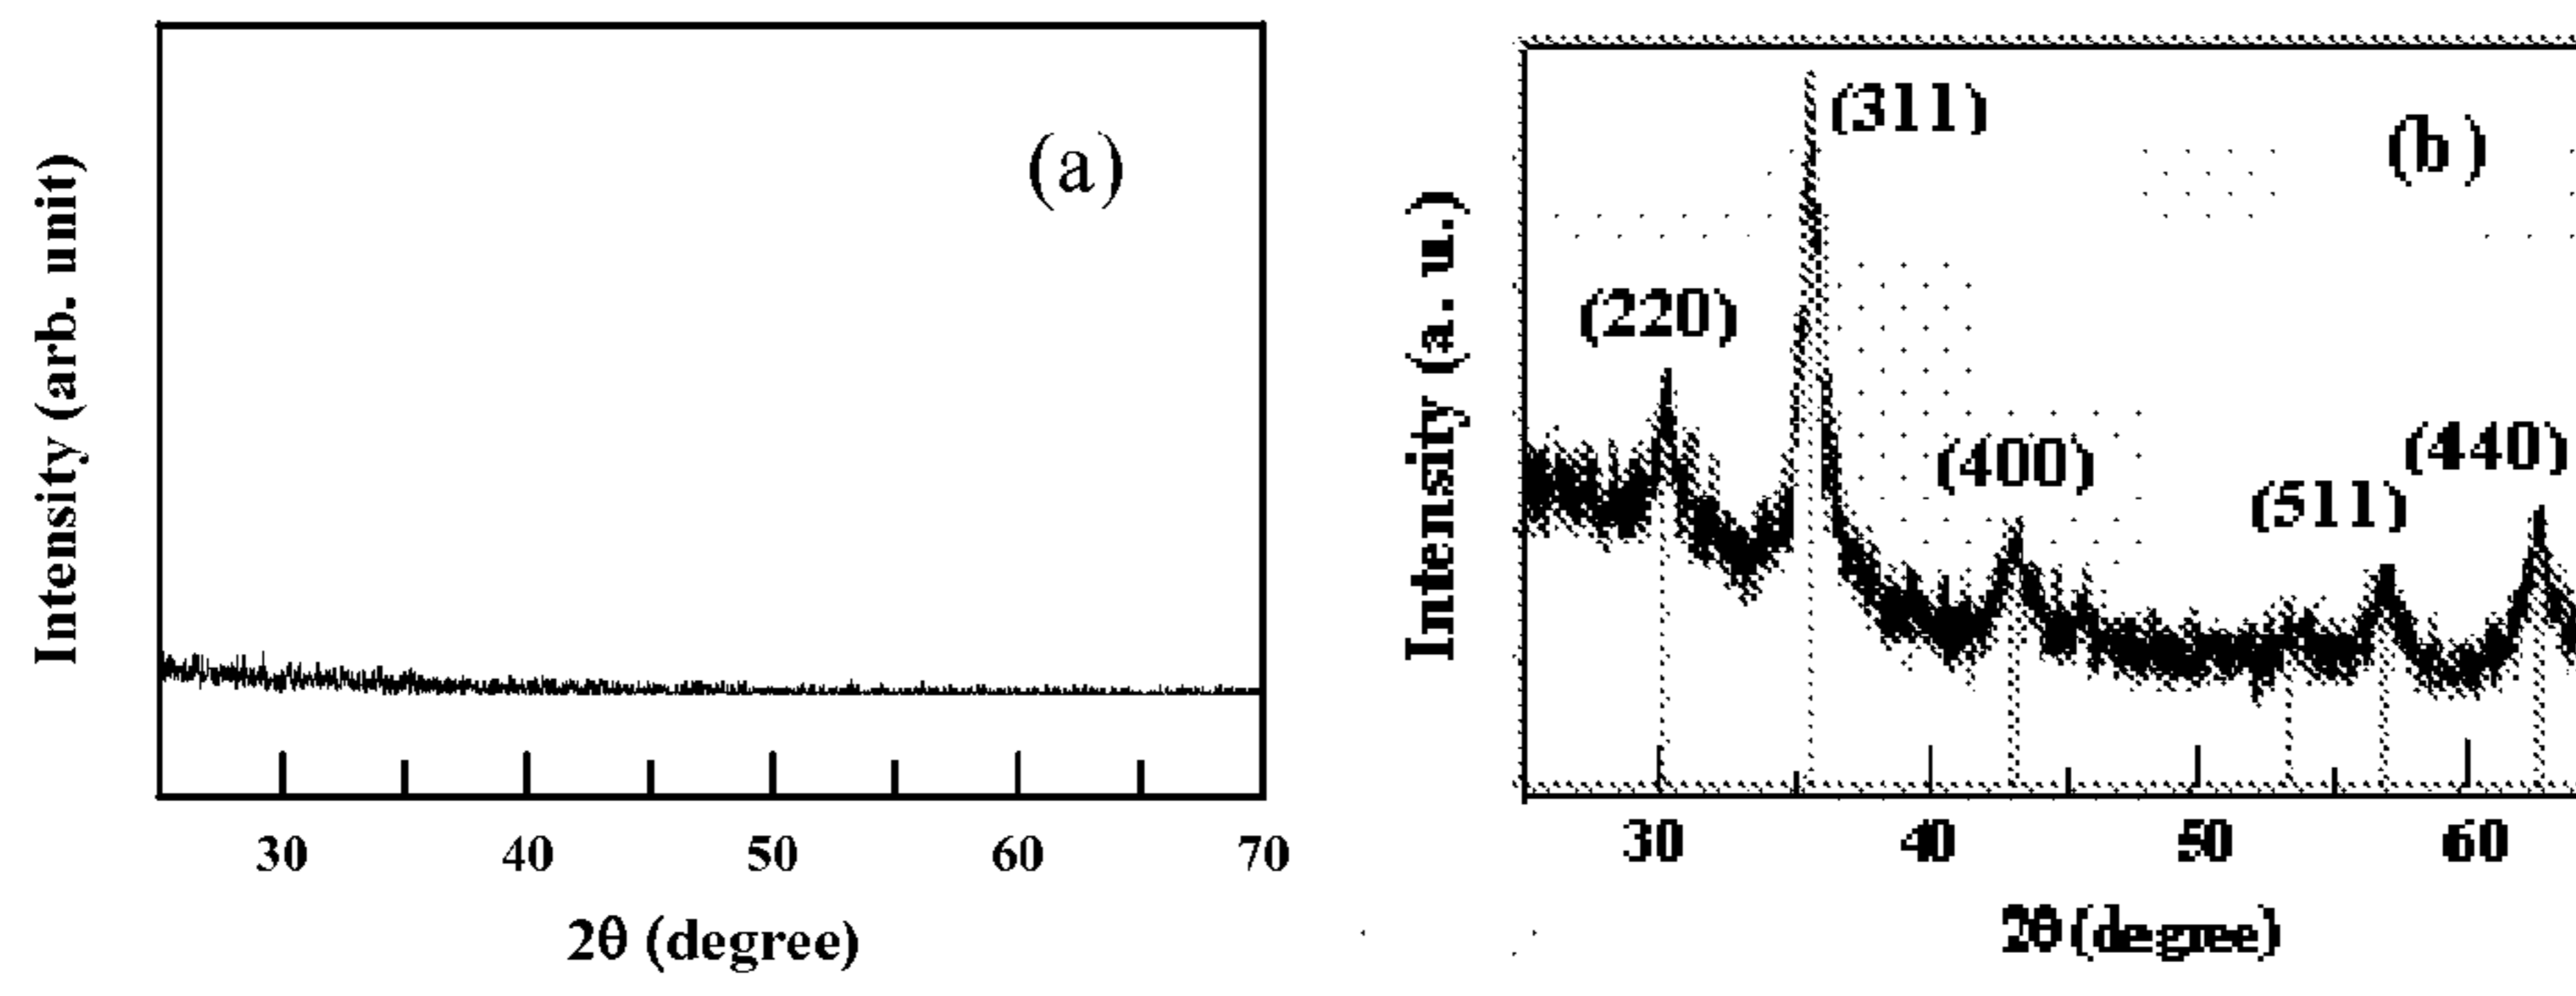 Intensity (arb. unit)
(a)
30 40 50 60 70
2θ (degree)
Intensity (a. u.)
(b)
(311)
(220)
(400)
(440)
(511)
30 40 50 60
2θ (degree)